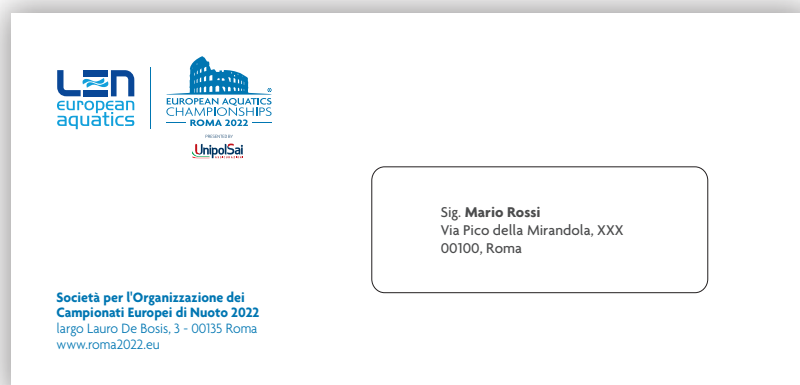 LEN
european
aquatics
EUROPEAN AQUATICS
CHAMPIONSHIPS
ROMA 2022
PRESENTED BY
UnipolSai
Sig. Mario Rossi
Via Pico della Mirandola, XXX
00100, Roma
Società per l'Organizzazione dei
Campionati Europei di Nuoto 2022
largo Lauro De Bosis, 3 - 00135 Roma
www.roma2022.eu